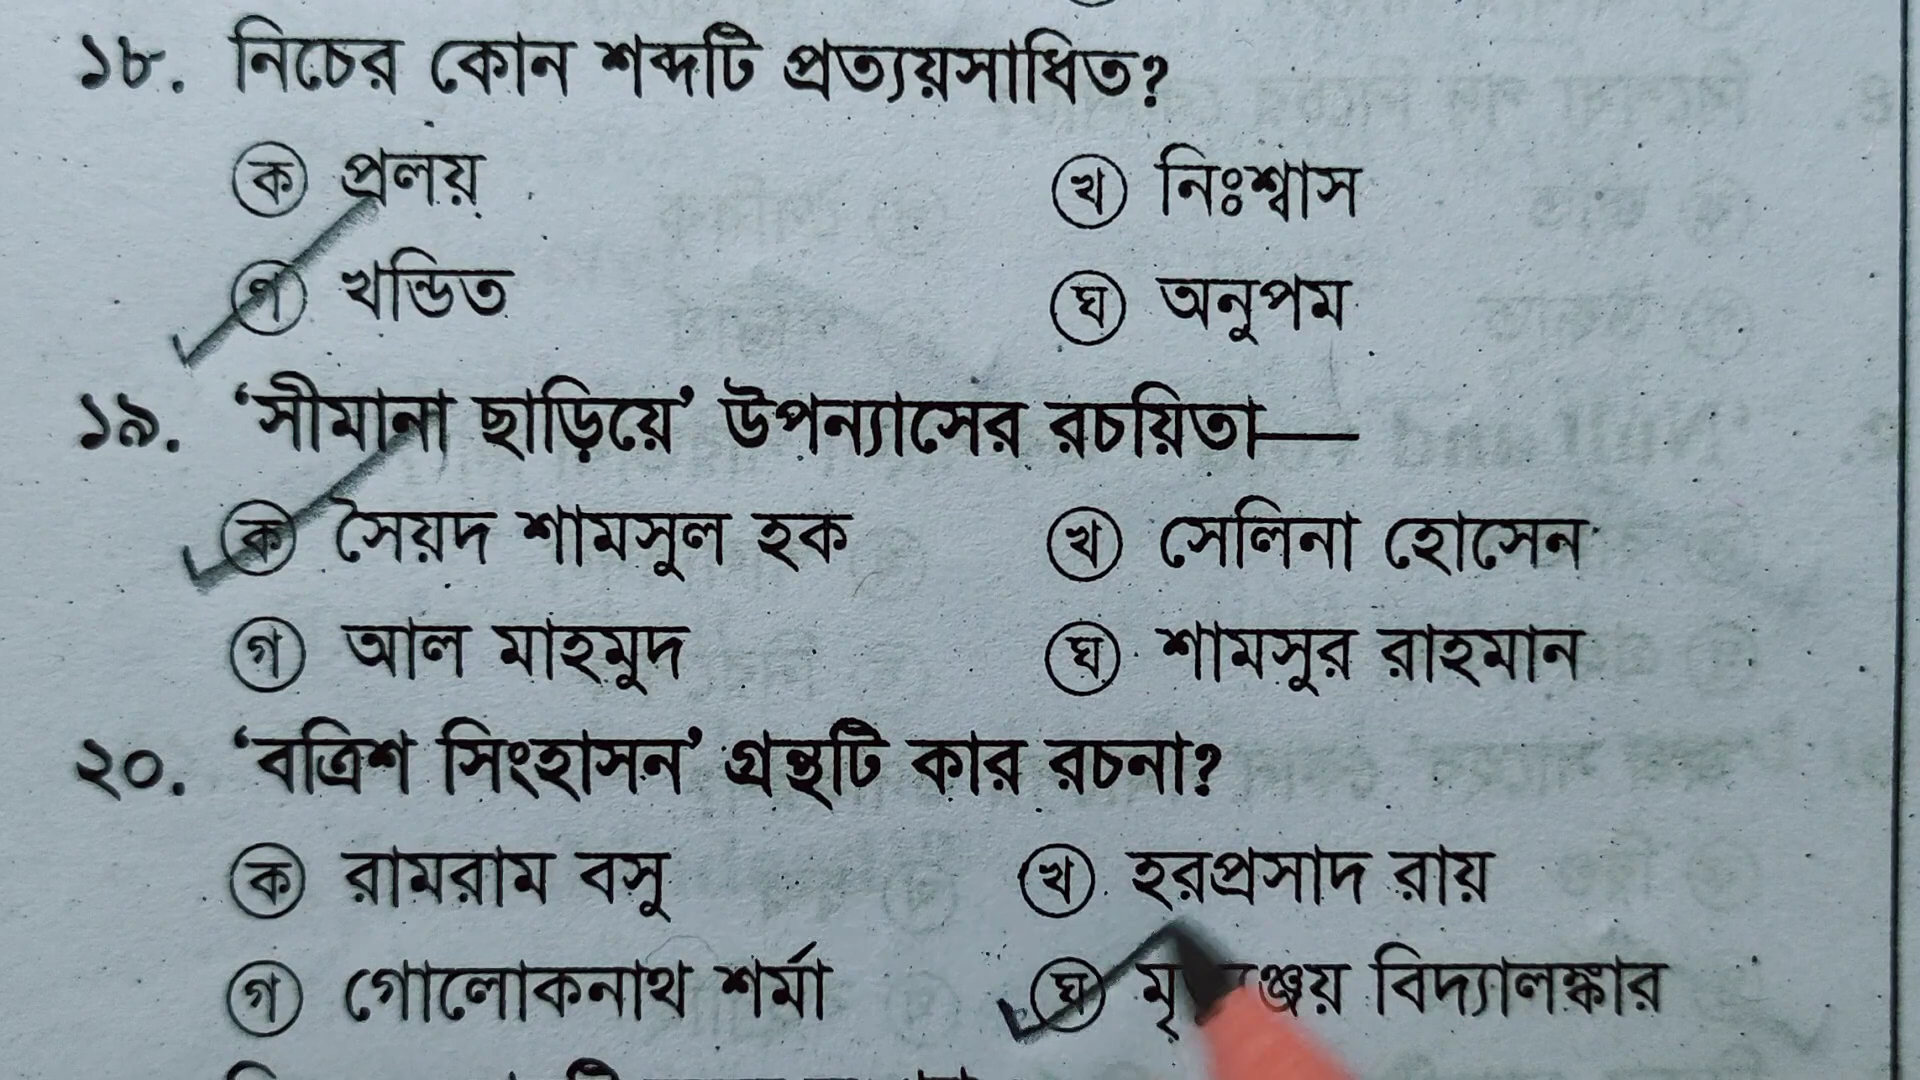 ১৮. নিচের কোন শব্দটি প্রত্যয়সাধিত?
ক প্রলয় খ নিঃশ্বাস
গ খন্ডিত ঘ অনুপম
১৯. ‘সীমানা ছাড়িয়ে’ উপন্যাসের রচয়িতা—
ক সৈয়দ শামসুল হক খ সেলিনা হোসেন
গ আল মাহমুদ ঘ শামসুর রাহমান
২০. ‘বত্রিশ সিংহাসন’ গ্রন্থটি কার রচনা?
ক রামরাম বসু খ হরপ্রসাদ রায়
গ গোলোকনাথ শর্মা ঘ বিদ্যালঙ্কার